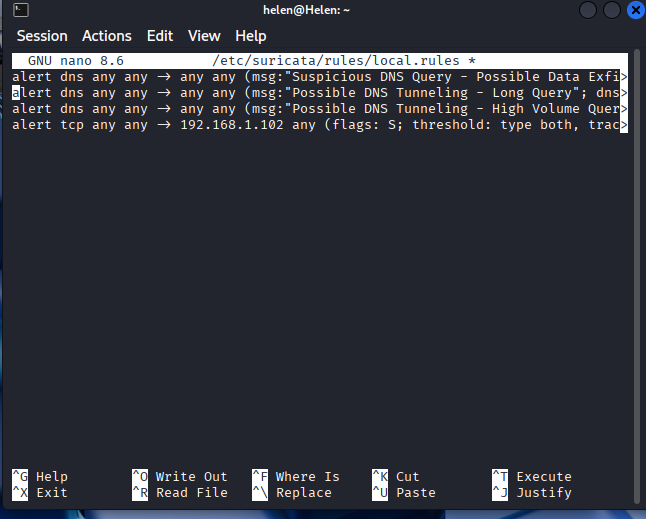 helen@Helen: ~
Session Actions Edit View Help
GNU nano 8.6 /etc/suricata/rules/local.rules *
alert dns any any -> any any (msg:"Suspicious DNS Query - Possible Data Exfi>
alert dns any any -> any any (msg:"Possible DNS Tunneling - Long Query"; dns>
alert dns any any -> any any (msg:"Possible DNS Tunneling - High Volume Quer>
alert tcp any any -> 192.168.1.102 any (flags: S; threshold: type both, trac>
^G Help ^O Write Out ^F Where Is ^K Cut ^T Execute
^X Exit ^R Read File ^\ Replace ^U Paste ^J Justify